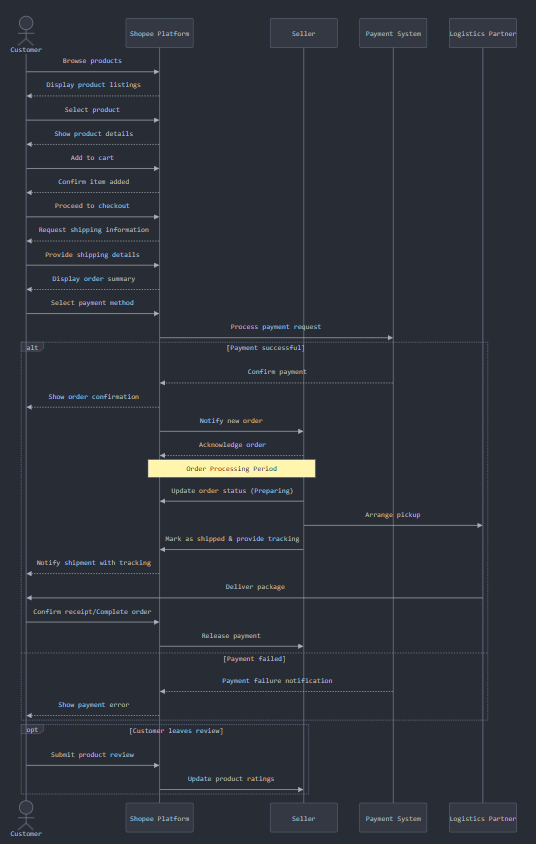 Customer
Shopee Platform
Seller
Payment System
Logistics Partner
Browse products
Display product listings
Select product
Show product details
Add to cart
Confirm item added
Proceed to checkout
Request shipping information
Provide shipping details
Display order summary
Select payment method
Process payment request
alt
[Payment successful]
Confirm payment
Show order confirmation
Notify new order
Acknowledge order
Order Processing Period
Update order status (Preparing)
Arrange pickup
Mark as shipped & provide tracking
Notify shipment with tracking
Deliver package
Confirm receipt/Complete order
Release payment
[Payment failed]
Payment failure notification
Show payment error
opt
[Customer leaves review]
Submit product review
Update product ratings
Customer
Shopee Platform
Seller
Payment System
Logistics Partner